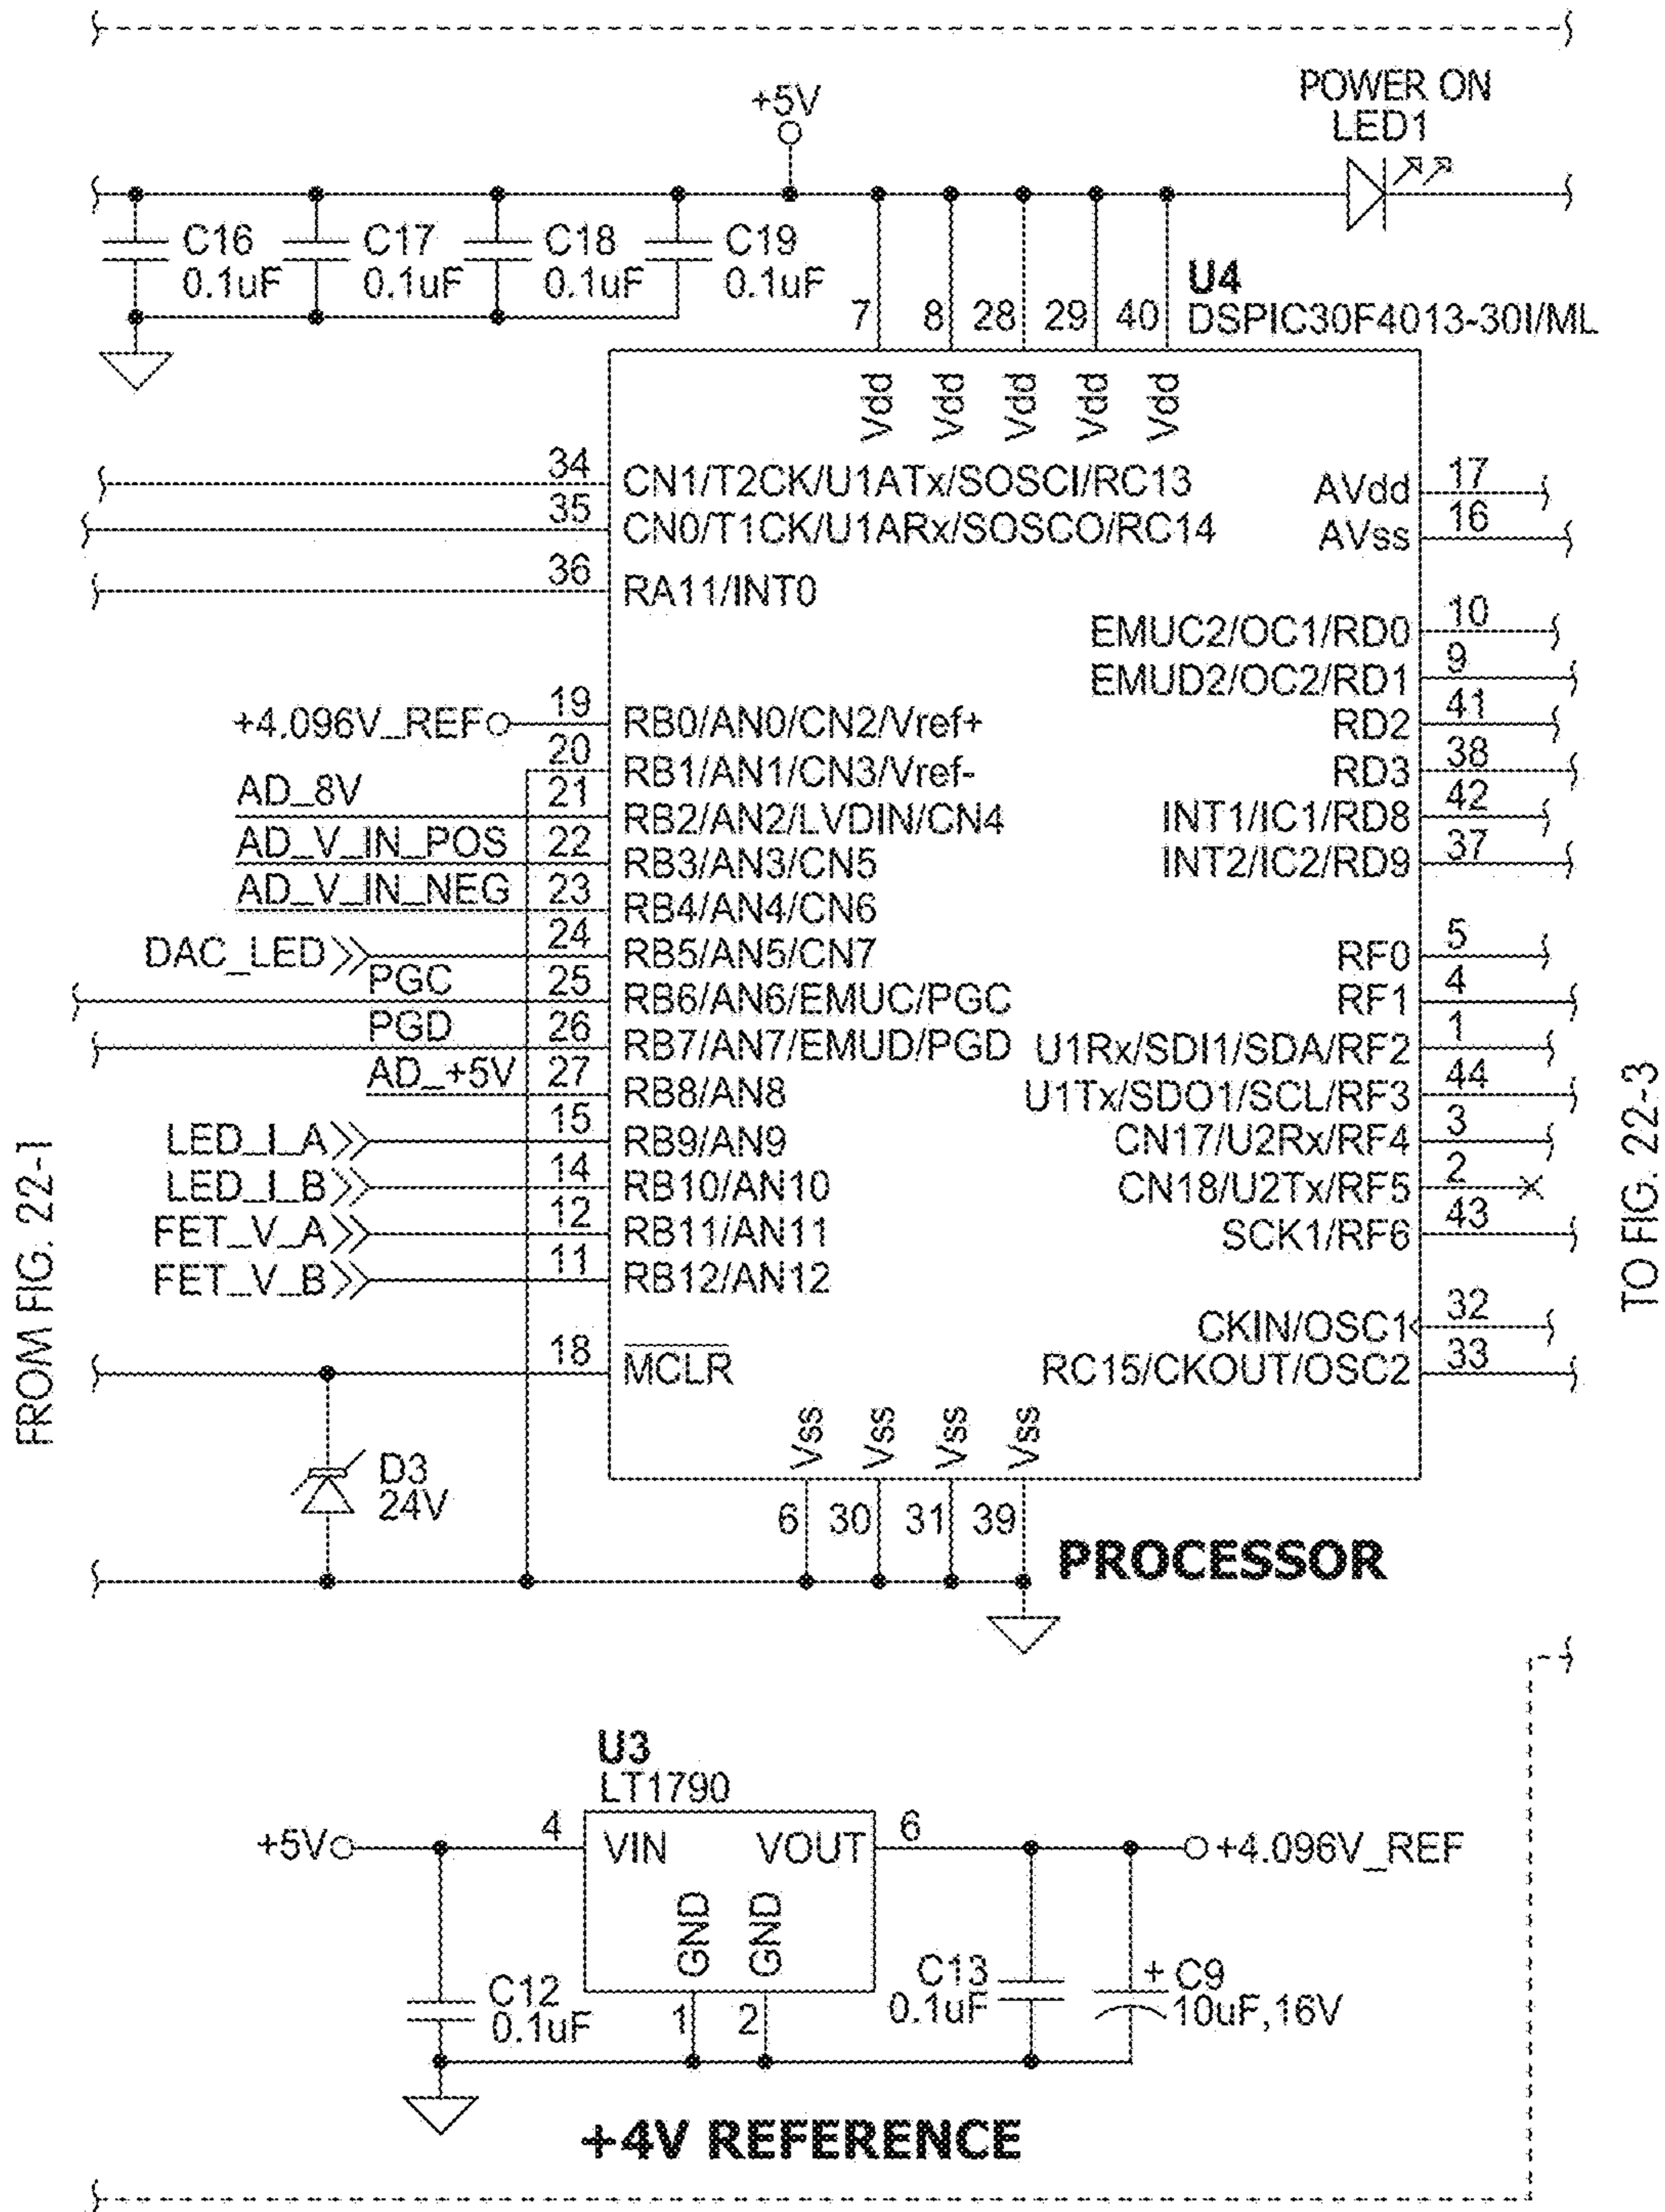 +5V
POWER ON
LED1
C16
0.1uF
C17
0.1uF
C18
0.1uF
C19
0.1uF
U4
DSPIC30F4013-30I/ML
7
8
28
29
40
Vdd
Vdd
Vdd
Vdd
Vdd
34
CN1/T2CK/U1ATx/SOSCI/RC13
35
CN0/T1CK/U1ARx/SOSCO/RC14
36
RA11/INT0
+4.096V_REF
19
RB0/AN0/CN2/Vref+
20
RB1/AN1/CN3/Vref-
AD_8V
21
RB2/AN2/LVDIN/CN4
AD_V_IN_POS
22
RB3/AN3/CN5
AD_V_IN_NEG
23
RB4/AN4/CN6
DAC_LED
24
RB5/AN5/CN7
PGC
25
RB6/AN6/EMUC/PGC
PGD
26
RB7/AN7/EMUD/PGD
AD_+5V
27
RB8/AN8
LED_I_A
15
RB9/AN9
LED_I_B
14
RB10/AN10
FET_V_A
12
RB11/AN11
FET_V_B
11
RB12/AN12
18
MCLR
AVdd
17
AVss
16
EMUC2/OC1/RD0
10
EMUD2/OC2/RD1
9
RD2
41
RD3
38
INT1/IC1/RD8
42
INT2/IC2/RD9
37
RF0
5
RF1
4
U1Rx/SDI1/SDA/RF2
1
U1Tx/SDO1/SCL/RF3
44
CN17/U2Rx/RF4
3
CN18/U2Tx/RF5
2
SCK1/RF6
43
CKIN/OSC1
32
RC15/CKOUT/OSC2
33
Vss
Vss
Vss
Vss
6
30
31
39
D3
24V
PROCESSOR
FROM FIG. 22-1
TO FIG. 22-3
U3
LT1790
+5V
4
VIN
VOUT
6
+4.096V_REF
GND
GND
1
2
C12
0.1uF
C13
0.1uF
+
C9
10uF,16V
+4V REFERENCE